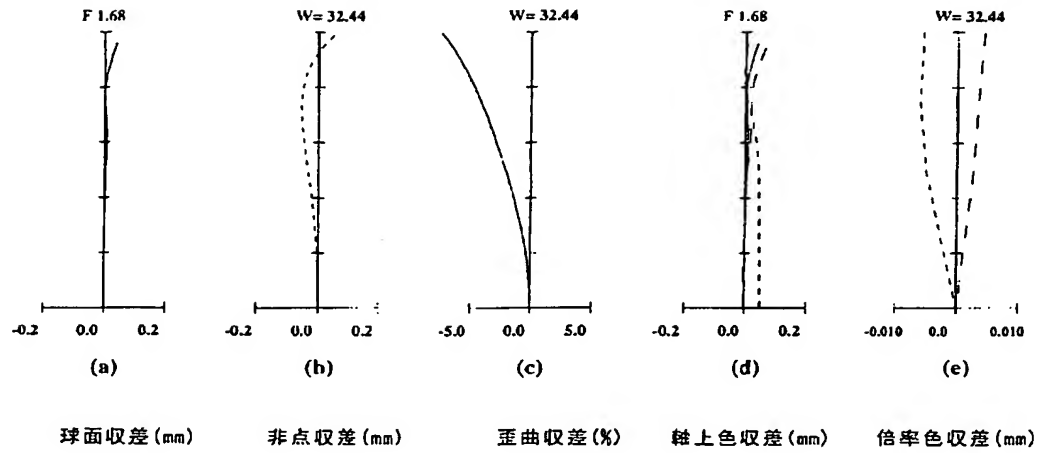 F 1.68 W= 32.44 W= 32.44 F 1.68 W= 32.44
-0.2 0.0 0.2 -0.2 0.0 0.2 -5.0 0.0 5.0 -0.2 0.0 0.2 -0.010 0.0 0.010
(a) (b) (c) (d) (e)
球面収差(mm) 非点収差(mm) 歪曲収差(%) 軸上色収差(mm) 倍率色収差(mm)